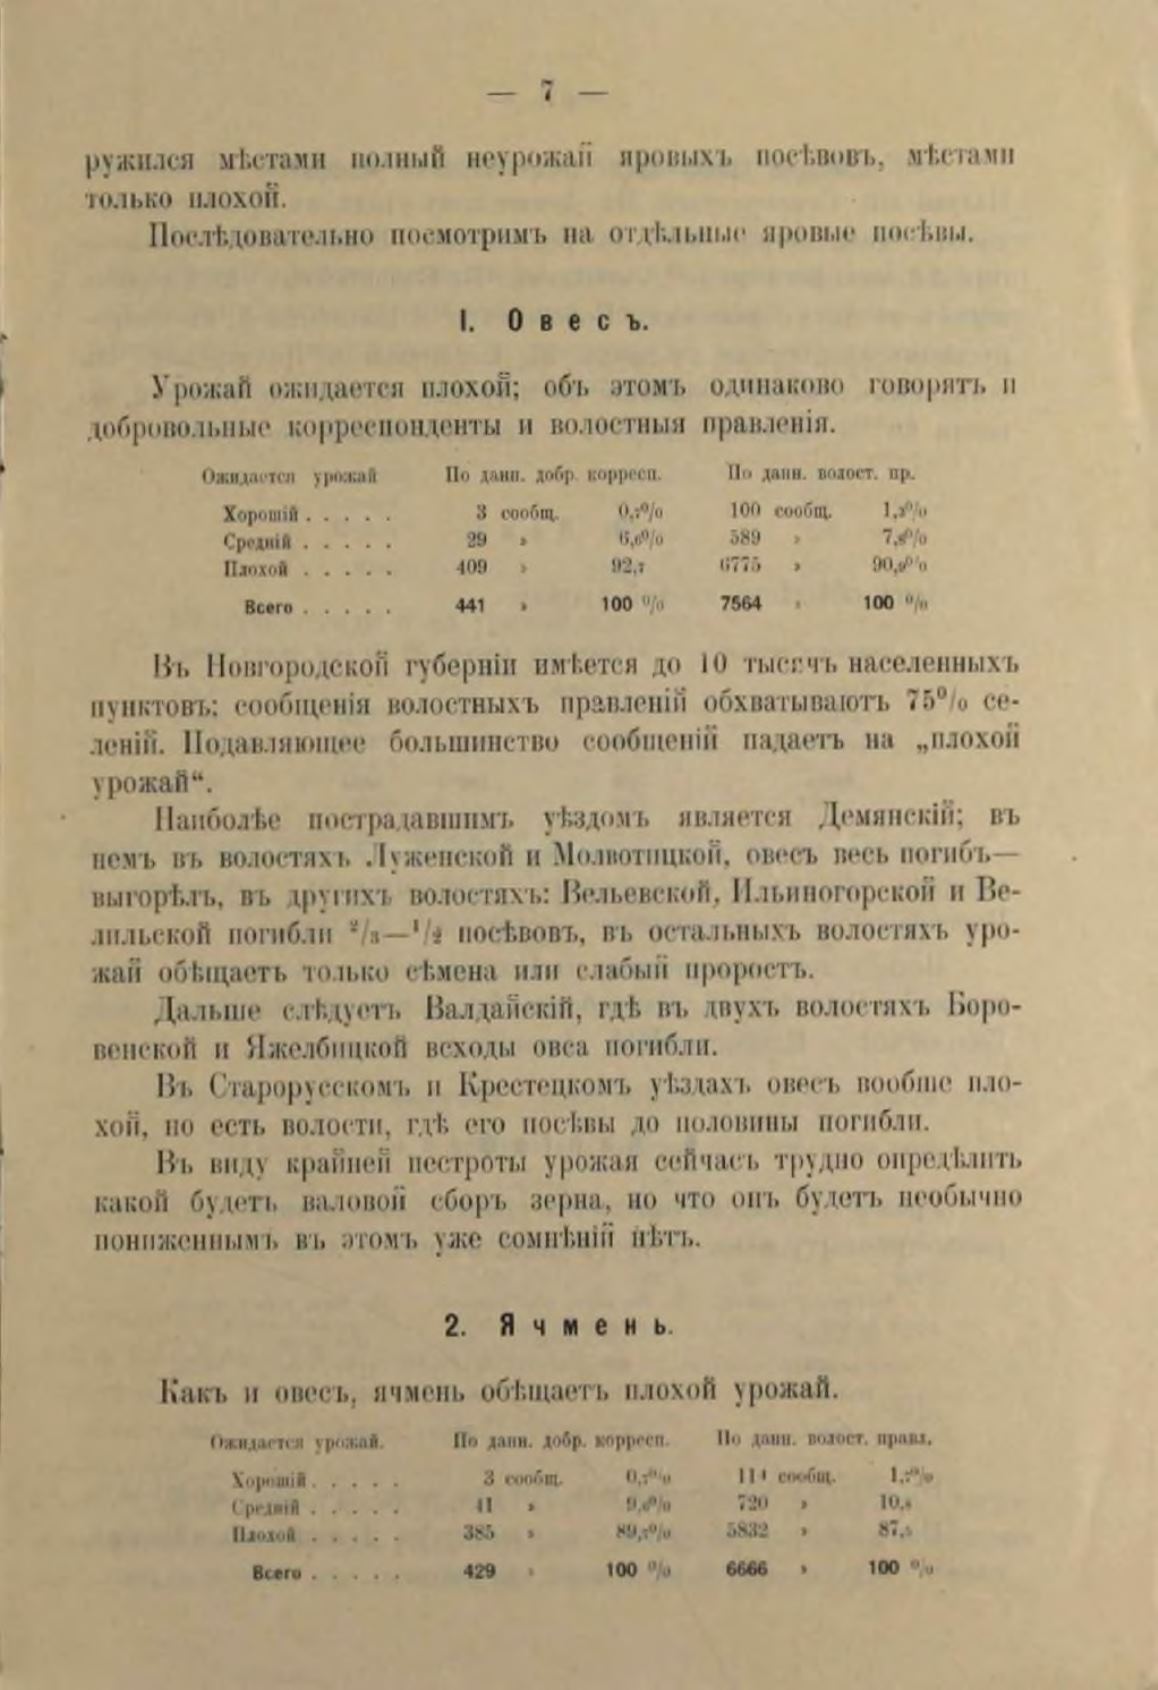 — 7 —
ружился мѣстами полный неурожай яровыхъ посѣвовъ, мѣстами
только плохой.
Послѣдовательно посмотримъ на отдѣльные яровые посѣвы.
I. Овесъ.
Урожай ожидается плохой; объ этомъ одинаково говорятъ и
добровольные корреспонденты и волостныя правленія.
Ожидается урожай По данн. добр. корресп. По данн. волост. пр.
Хорошій . . . . . 3 сообщ. 0,7% 100 сообщ. 1,3%
Средній . . . . . 29 » 6,6% 589 » 7,8%
Плохой . . . . . 409 » 92,7 6775 » 90,9%
Всего . . . . . 441 » 100 % 7564 » 100 %
Въ Новгородской губерніи имѣется до 10 тысячъ населенныхъ
пунктовъ; сообщенія волостныхъ правленій обхватываютъ 75% се-
леній. Подавляющее большинство сообщеній падаетъ на „плохой
урожай“.
Наиболѣе пострадавшимъ уѣздомъ является Демянскій; въ
немъ въ волостяхъ Луженской и Молвотицкой, овесъ весь погибъ—
выгорѣлъ, въ другихъ волостяхъ: Вельевской, Ильиногорской и Ве-
лильской погибли ²/₃—¹/₂ посѣвовъ, въ остальныхъ волостяхъ уро-
жай обѣщаетъ только сѣмена или слабый проростъ.
Дальше слѣдуетъ Валдайскій, гдѣ въ двухъ волостяхъ Боро-
венской и Яжелбицкой всходы овса погибли.
Въ Старорусскомъ и Крестецкомъ уѣздахъ овесъ вообще пло-
хой, но есть волости, гдѣ его посѣвы до половины погибли.
Въ виду крайней пестроты урожая сейчасъ трудно опредѣлить
какой будетъ валовой сборъ зерна, но что онъ будетъ необычно
пониженнымъ въ этомъ уже сомнѣній нѣтъ.
2. Ячмень.
Какъ и овесъ, ячмень обѣщаетъ плохой урожай.
Ожидается урожай. По данн. добр. корресп. По данн. волост. правл.
Хорошій . . . . . 3 сообщ. 0,7% 114 сообщ. 1,7%
Средній . . . . . 41 » 9,6% 720 » 10,8
Плохой . . . . . 385 » 89,7% 5832 » 87,5
Всего . . . . . 429 » 100 % 6666 » 100 %